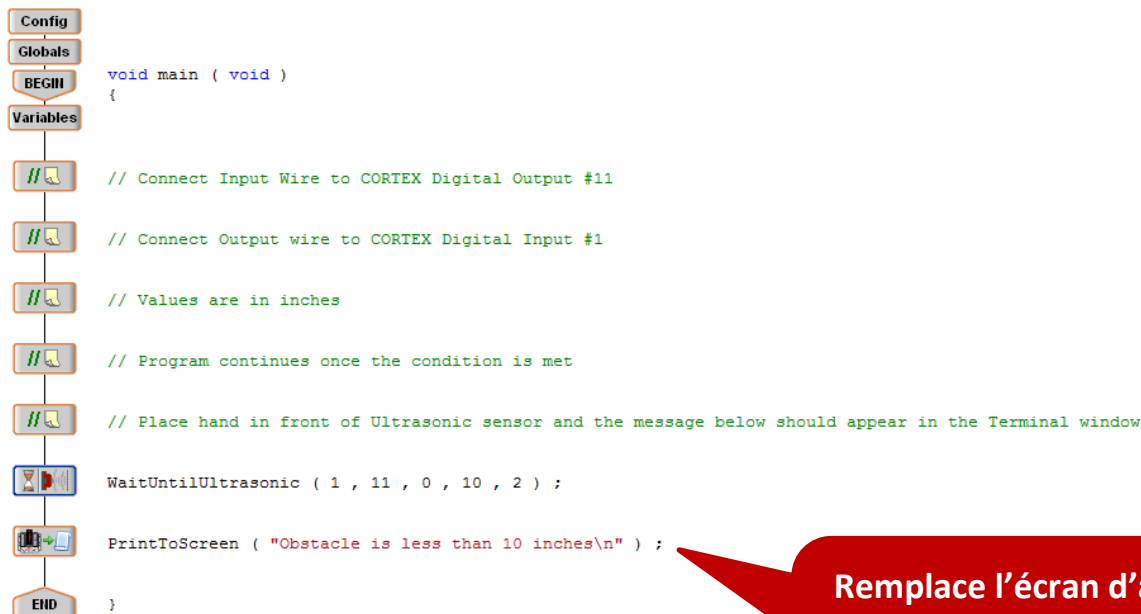 Config
Globals
BEGIN
void main ( void )
{
Variables
// // Connect Input Wire to CORTEX Digital Output #11
// // Connect Output wire to CORTEX Digital Input #1
// // Values are in inches
// // Program continues once the condition is met
// // Place hand in front of Ultrasonic sensor and the message below should appear in the Terminal window
WaitUntilUltrasonic ( 1 , 11 , 0 , 10 , 2 ) ;
PrintToScreen ( "Obstacle is less than 10 inches\n" ) ;
Remplace l’écran d'
END }